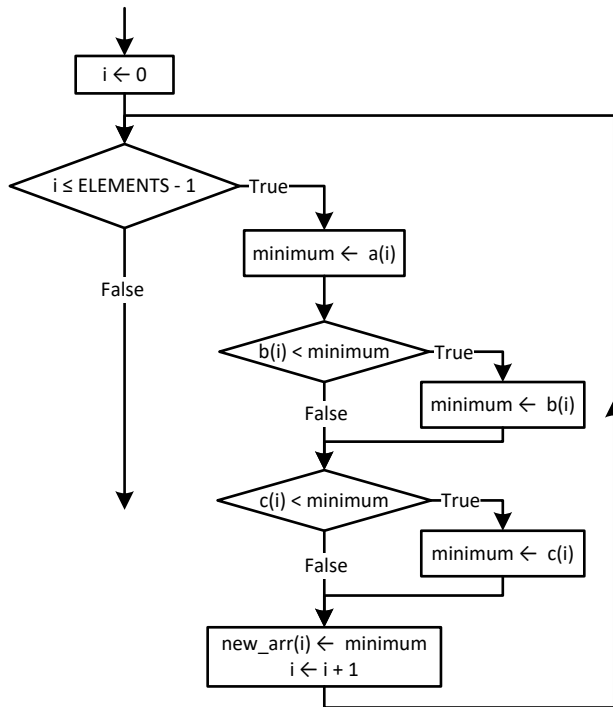 i ← 0
i ≤ ELEMENTS - 1
True
minimum ← a(i)
False
b(i) < minimum
True
minimum ← b(i)
False
c(i) < minimum
True
minimum ← c(i)
False
new_arr(i) ← minimum
i ← i + 1